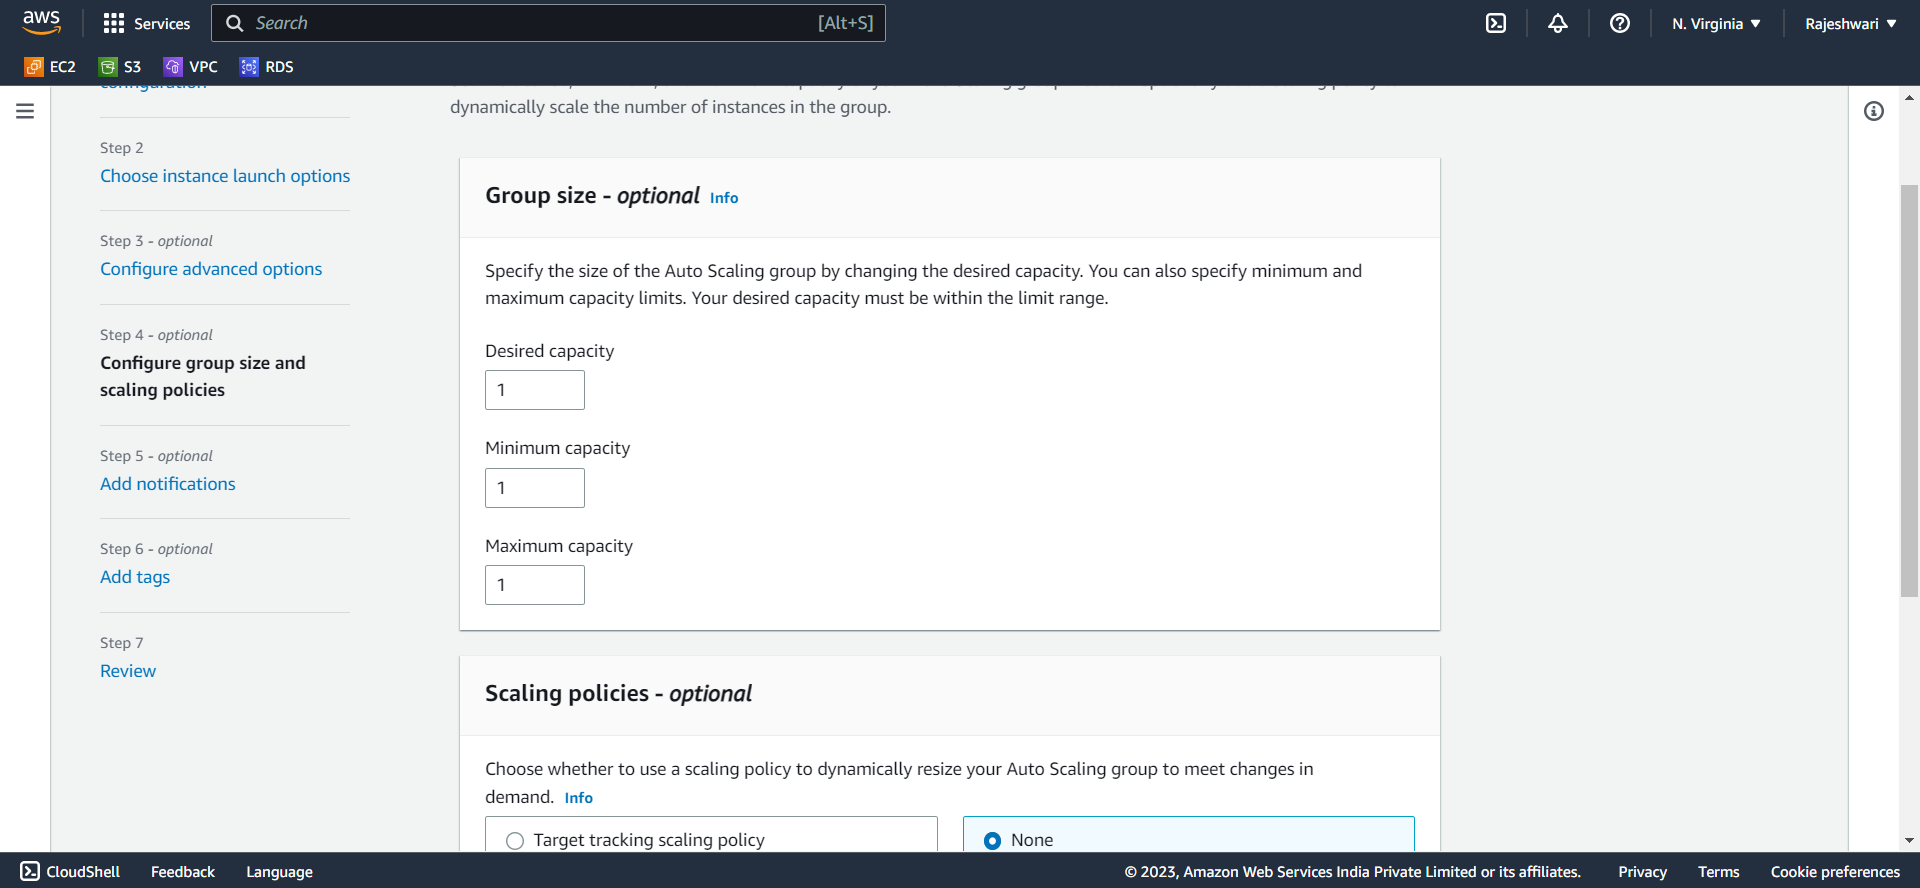 aws
Services
Search
[Alt+S]
N. Virginia
Rajeshwari
EC2
S3
VPC
RDS
configuration
Step 2
Choose instance launch options
Step 3 - optional
Configure advanced options
Step 4 - optional
Configure group size and
scaling policies
Step 5 - optional
Add notifications
Step 6 - optional
Add tags
Step 7
Review
dynamically scale the number of instances in the group.
Group size - optional Info
Specify the size of the Auto Scaling group by changing the desired capacity. You can also specify minimum and
maximum capacity limits. Your desired capacity must be within the limit range.
Desired capacity
1
Minimum capacity
1
Maximum capacity
1
Scaling policies - optional
Choose whether to use a scaling policy to dynamically resize your Auto Scaling group to meet changes in
demand. Info
Target tracking scaling policy
None
CloudShell
Feedback
Language
© 2023, Amazon Web Services India Private Limited or its affiliates.
Privacy
Terms
Cookie preferences